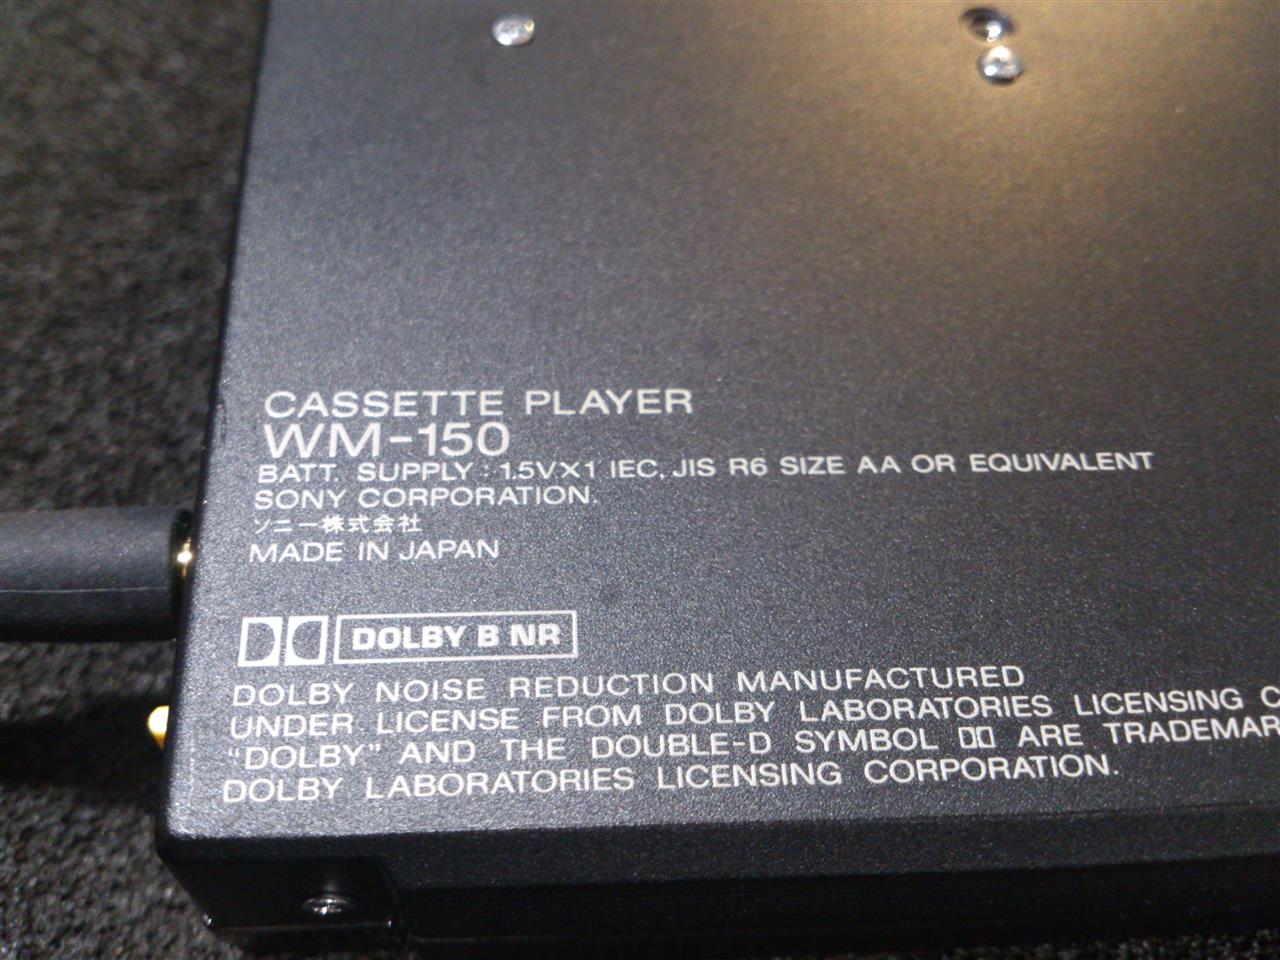 CASSETTE PLAYER
WM-150
BATT. SUPPLY : 1.5V×1 IEC, JIS R6 SIZE AA OR EQUIVALENT
SONY CORPORATION.
ソニー株式会社
MADE IN JAPAN
DOLBY B NR
DOLBY NOISE REDUCTION MANUFACTURED
UNDER LICENSE FROM DOLBY LABORATORIES LICENSING
“DOLBY” AND THE DOUBLE-D SYMBOL ARE
DOLBY LABORATORIES LICENSING CORPORATION.